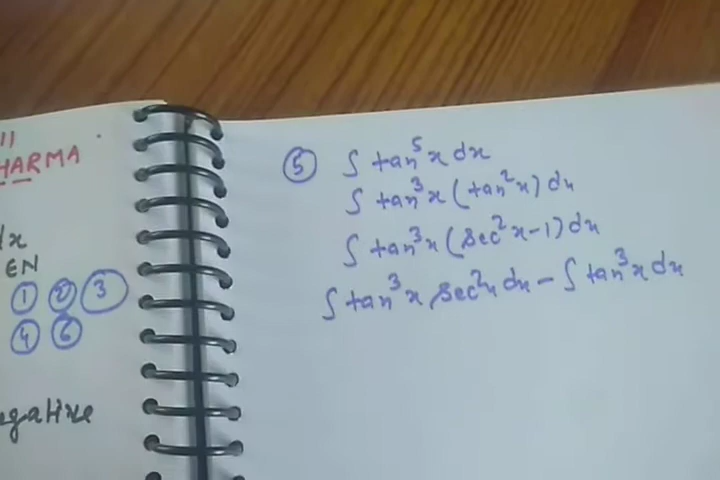 11
HARMA
dx
EN
① ② ③
④ ⑥
egative
⑤ ∫ tan⁵x dx
∫ tan³x (tan²x) dx
∫ tan³x (sec²x-1) dx
∫ tan³x sec²x dx - ∫ tan³x dx